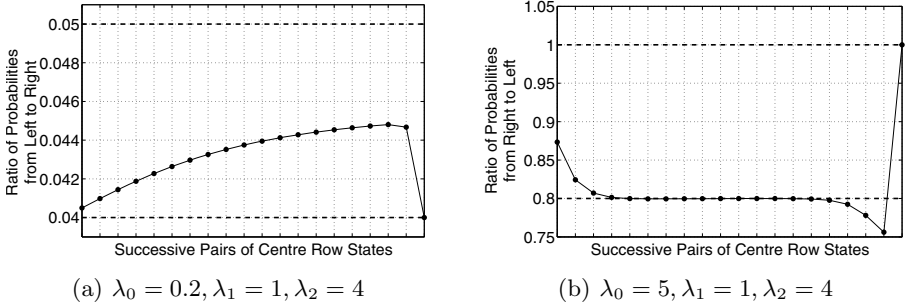 0.05
0.048
0.046
0.044
0.042
0.04
Ratio of Probabilities
from Left to Right
Successive Pairs of Centre Row States
(a) λ0 = 0.2, λ1 = 1, λ2 = 4
1.05
1
0.95
0.9
0.85
0.8
0.75
Ratio of Probabilities
from Right to Left
Successive Pairs of Centre Row States
(b) λ0 = 5, λ1 = 1, λ2 = 4